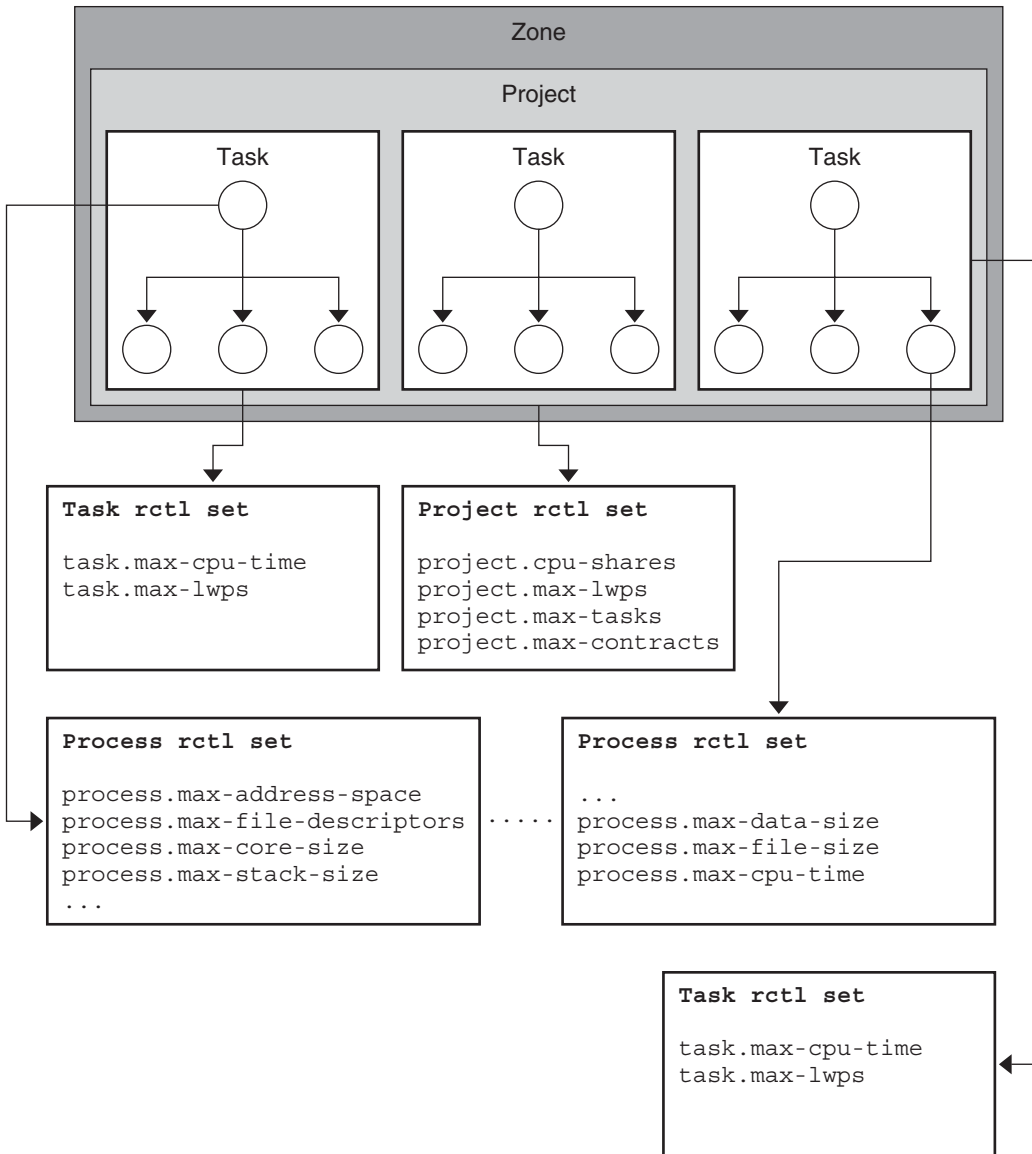 Zone
Project
Task
Task
Task
Task rctl set
task.max-cpu-time
task.max-lwps
Project rctl set
project.cpu-shares
project.max-lwps
project.max-tasks
project.max-contracts
Process rctl set
process.max-address-space
process.max-file-descriptors
process.max-core-size
process.max-stack-size
...
.....
Process rctl set
...
process.max-data-size
process.max-file-size
process.max-cpu-time
Task rctl set
task.max-cpu-time
task.max-lwps